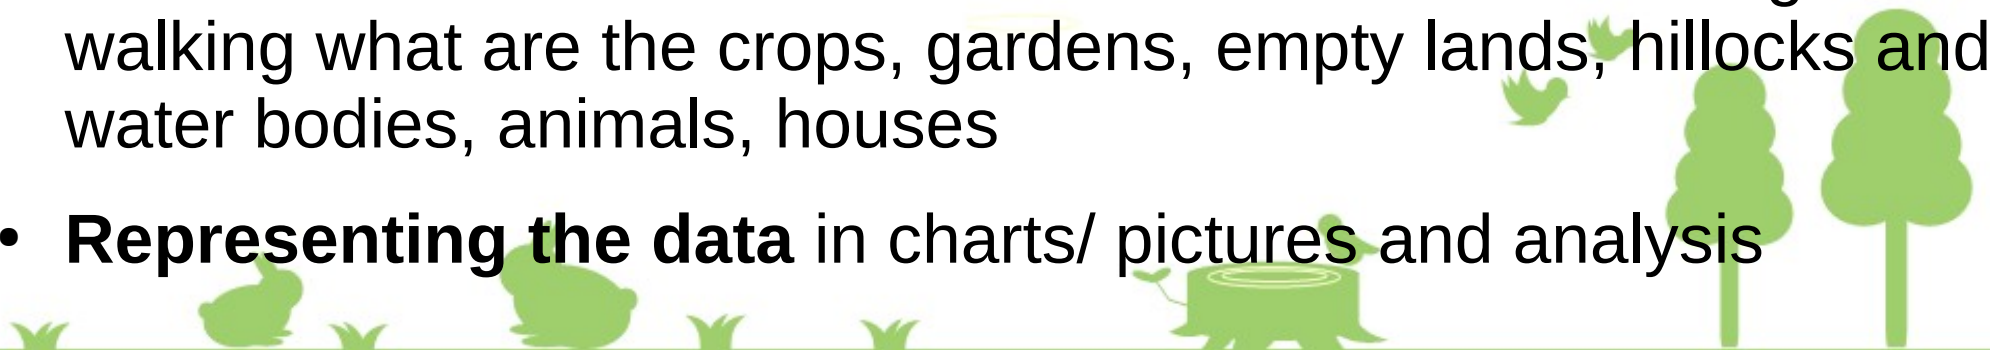 walking what are the crops, gardens, empty lands, hillocks and
water bodies, animals, houses
• Representing the data in charts/ pictures and analysis